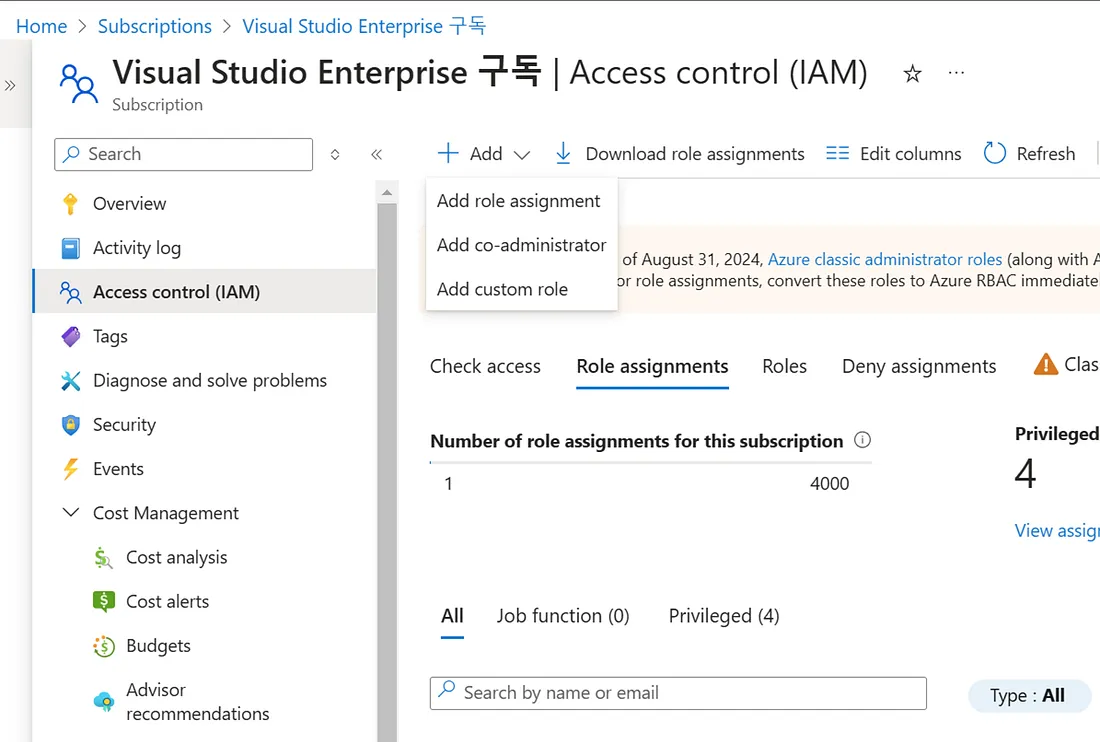 Home > Subscriptions > Visual Studio Enterprise 구독
Visual Studio Enterprise 구독 | Access control (IAM)
Subscription
Search
Add
Download role assignments
Edit columns
Refresh
Add role assignment
Add co-administrator
Add custom role
of August 31, 2024, Azure classic administrator roles (along with A
or role assignments, convert these roles to Azure RBAC immediate
Overview
Activity log
Access control (IAM)
Tags
Diagnose and solve problems
Security
Events
Cost Management
Cost analysis
Cost alerts
Budgets
Advisor
recommendations
Check access
Role assignments
Roles
Deny assignments
Clas
Number of role assignments for this subscription
1
4000
Privileged
4
View assign
All
Job function (0)
Privileged (4)
Search by name or email
Type : All